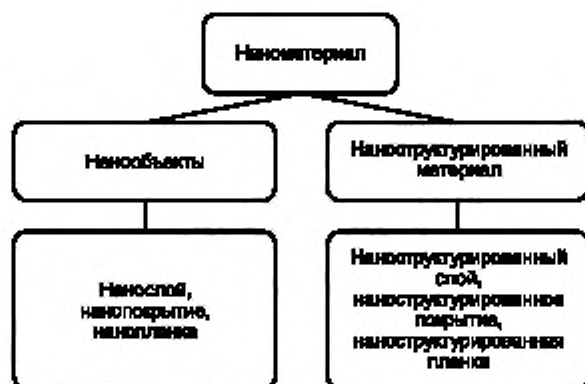 Наноматериал
Нанообъекты
Наноструктурированный
материал
Нанослой,
нанопокрытие,
нанопленка
Наноструктурированный
слой,
наноструктурированное
покрытие,
наноструктурированная
пленка